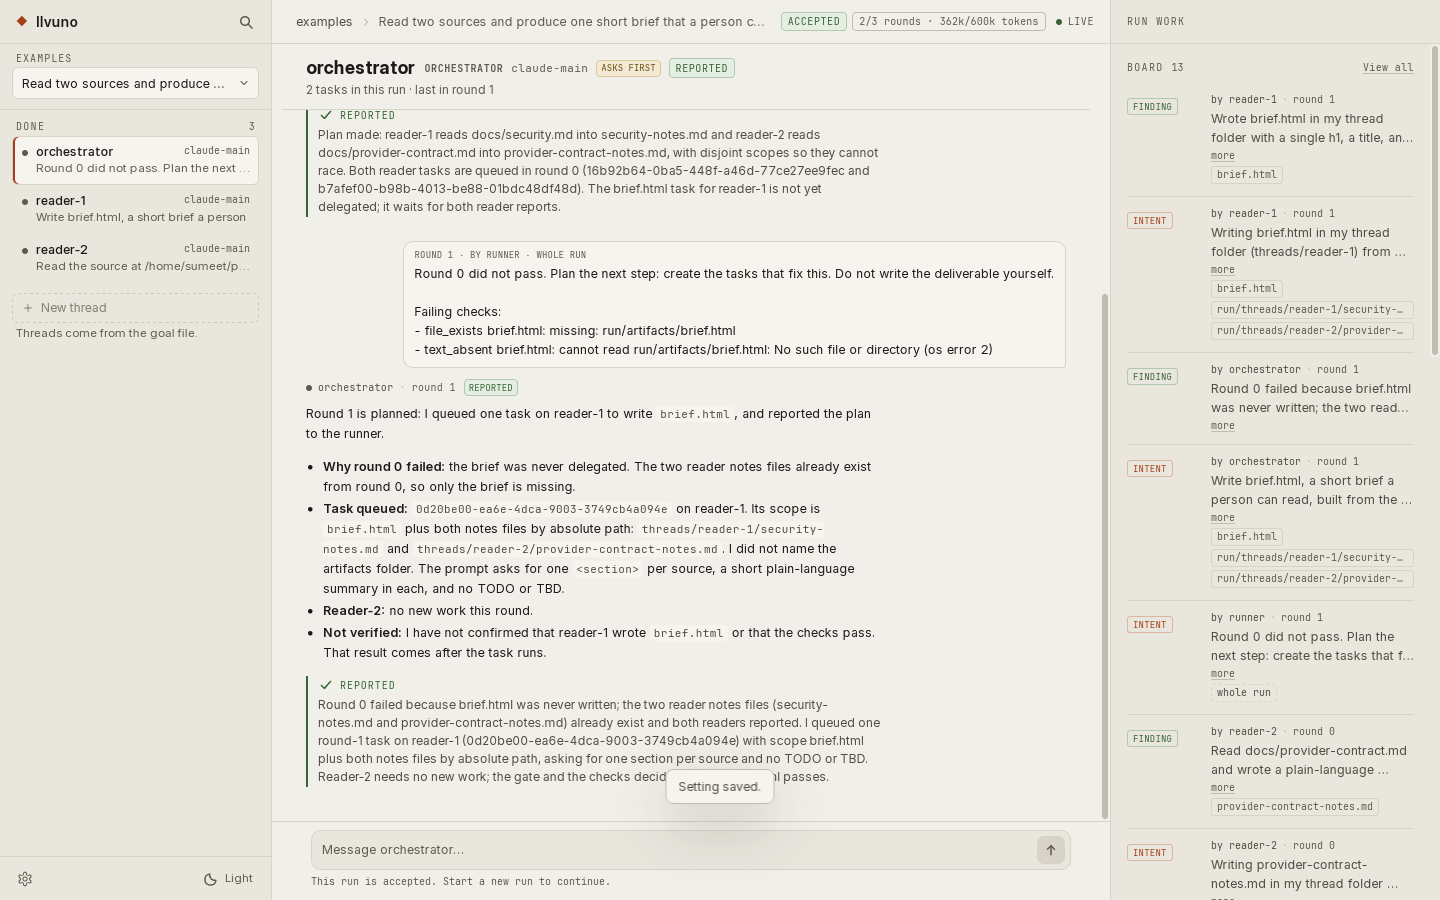 llvuno
EXAMPLES
Read two sources and produce ...
DONE 3
orchestrator claude-main
Round 0 did not pass. Plan the next ...
reader-1 claude-main
Write brief.html, a short brief a person
reader-2 claude-main
Read the source at /home/sumeet/p...
+ New thread
Threads come from the goal file.
Light
examples > Read two sources and produce one short brief that a person c... ACCEPTED 2/3 rounds · 362k/600k tokens ● LIVE
orchestrator ORCHESTRATOR claude-main ASKS FIRST REPORTED
2 tasks in this run · last in round 1
REPORTED
Plan made: reader-1 reads docs/security.md into security-notes.md and reader-2 reads
docs/provider-contract.md into provider-contract-notes.md, with disjoint scopes so they cannot
race. Both reader tasks are queued in round 0 (16b92b64-0ba5-448f-a46d-77ce27ee9fec and
b7afef00-b98b-4013-be88-01bdc48df48d). The brief.html task for reader-1 is not yet
delegated; it waits for both reader reports.
ROUND 1 · BY RUNNER · WHOLE RUN
Round 0 did not pass. Plan the next step: create the tasks that fix this. Do not write the deliverable yourself.
Failing checks:
- file_exists brief.html: missing: run/artifacts/brief.html
- text_absent brief.html: cannot read run/artifacts/brief.html: No such file or directory (os error 2)
● orchestrator · round 1 REPORTED
Round 1 is planned: I queued one task on reader-1 to write brief.html , and reported the plan
to the runner.
• Why round 0 failed: the brief was never delegated. The two reader notes files already exist
from round 0, so only the brief is missing.
• Task queued: 0d20be00-ea6e-4dca-9003-3749cb4a094e on reader-1. Its scope is
brief.html plus both notes files by absolute path: threads/reader-1/security-
notes.md and threads/reader-2/provider-contract-notes.md . I did not name the
artifacts folder. The prompt asks for one <section> per source, a short plain-language
summary in each, and no TODO or TBD.
• Reader-2: no new work this round.
• Not verified: I have not confirmed that reader-1 wrote brief.html or that the checks pass.
That result comes after the task runs.
REPORTED
Round 0 failed because brief.html was never written; the two reader notes files (security-
notes.md and provider-contract-notes.md) already exist and both readers reported. I queued one
round-1 task on reader-1 (0d20be00-ea6e-4dca-9003-3749cb4a094e) with scope brief.html
plus both notes files by absolute path, asking for one section per source and no TODO or TBD.
Reader-2 needs no new work; the gate and the checks decid l passes.
Setting saved.
Message orchestrator...
This run is accepted. Start a new run to continue.
RUN WORK
BOARD 13 View all
FINDING by reader-1 · round 1
Wrote brief.html in my thread
folder with a single h1, a title, an...
more
brief.html
INTENT by reader-1 · round 1
Writing brief.html in my thread
folder (threads/reader-1) from ...
more
brief.html
run/threads/reader-1/security-...
run/threads/reader-2/provider-...
FINDING by orchestrator · round 1
Round 0 failed because brief.html
was never written; the two read...
more
INTENT by orchestrator · round 1
Write brief.html, a short brief a
person can read, built from the ...
more
brief.html
run/threads/reader-1/security-...
run/threads/reader-2/provider-...
INTENT by runner · round 1
Round 0 did not pass. Plan the
next step: create the tasks that f...
more
whole run
FINDING by reader-2 · round 0
Read docs/provider-contract.md
and wrote a plain-language ...
more
provider-contract-notes.md
INTENT by reader-2 · round 0
Writing provider-contract-
notes.md in my thread folder ...
more